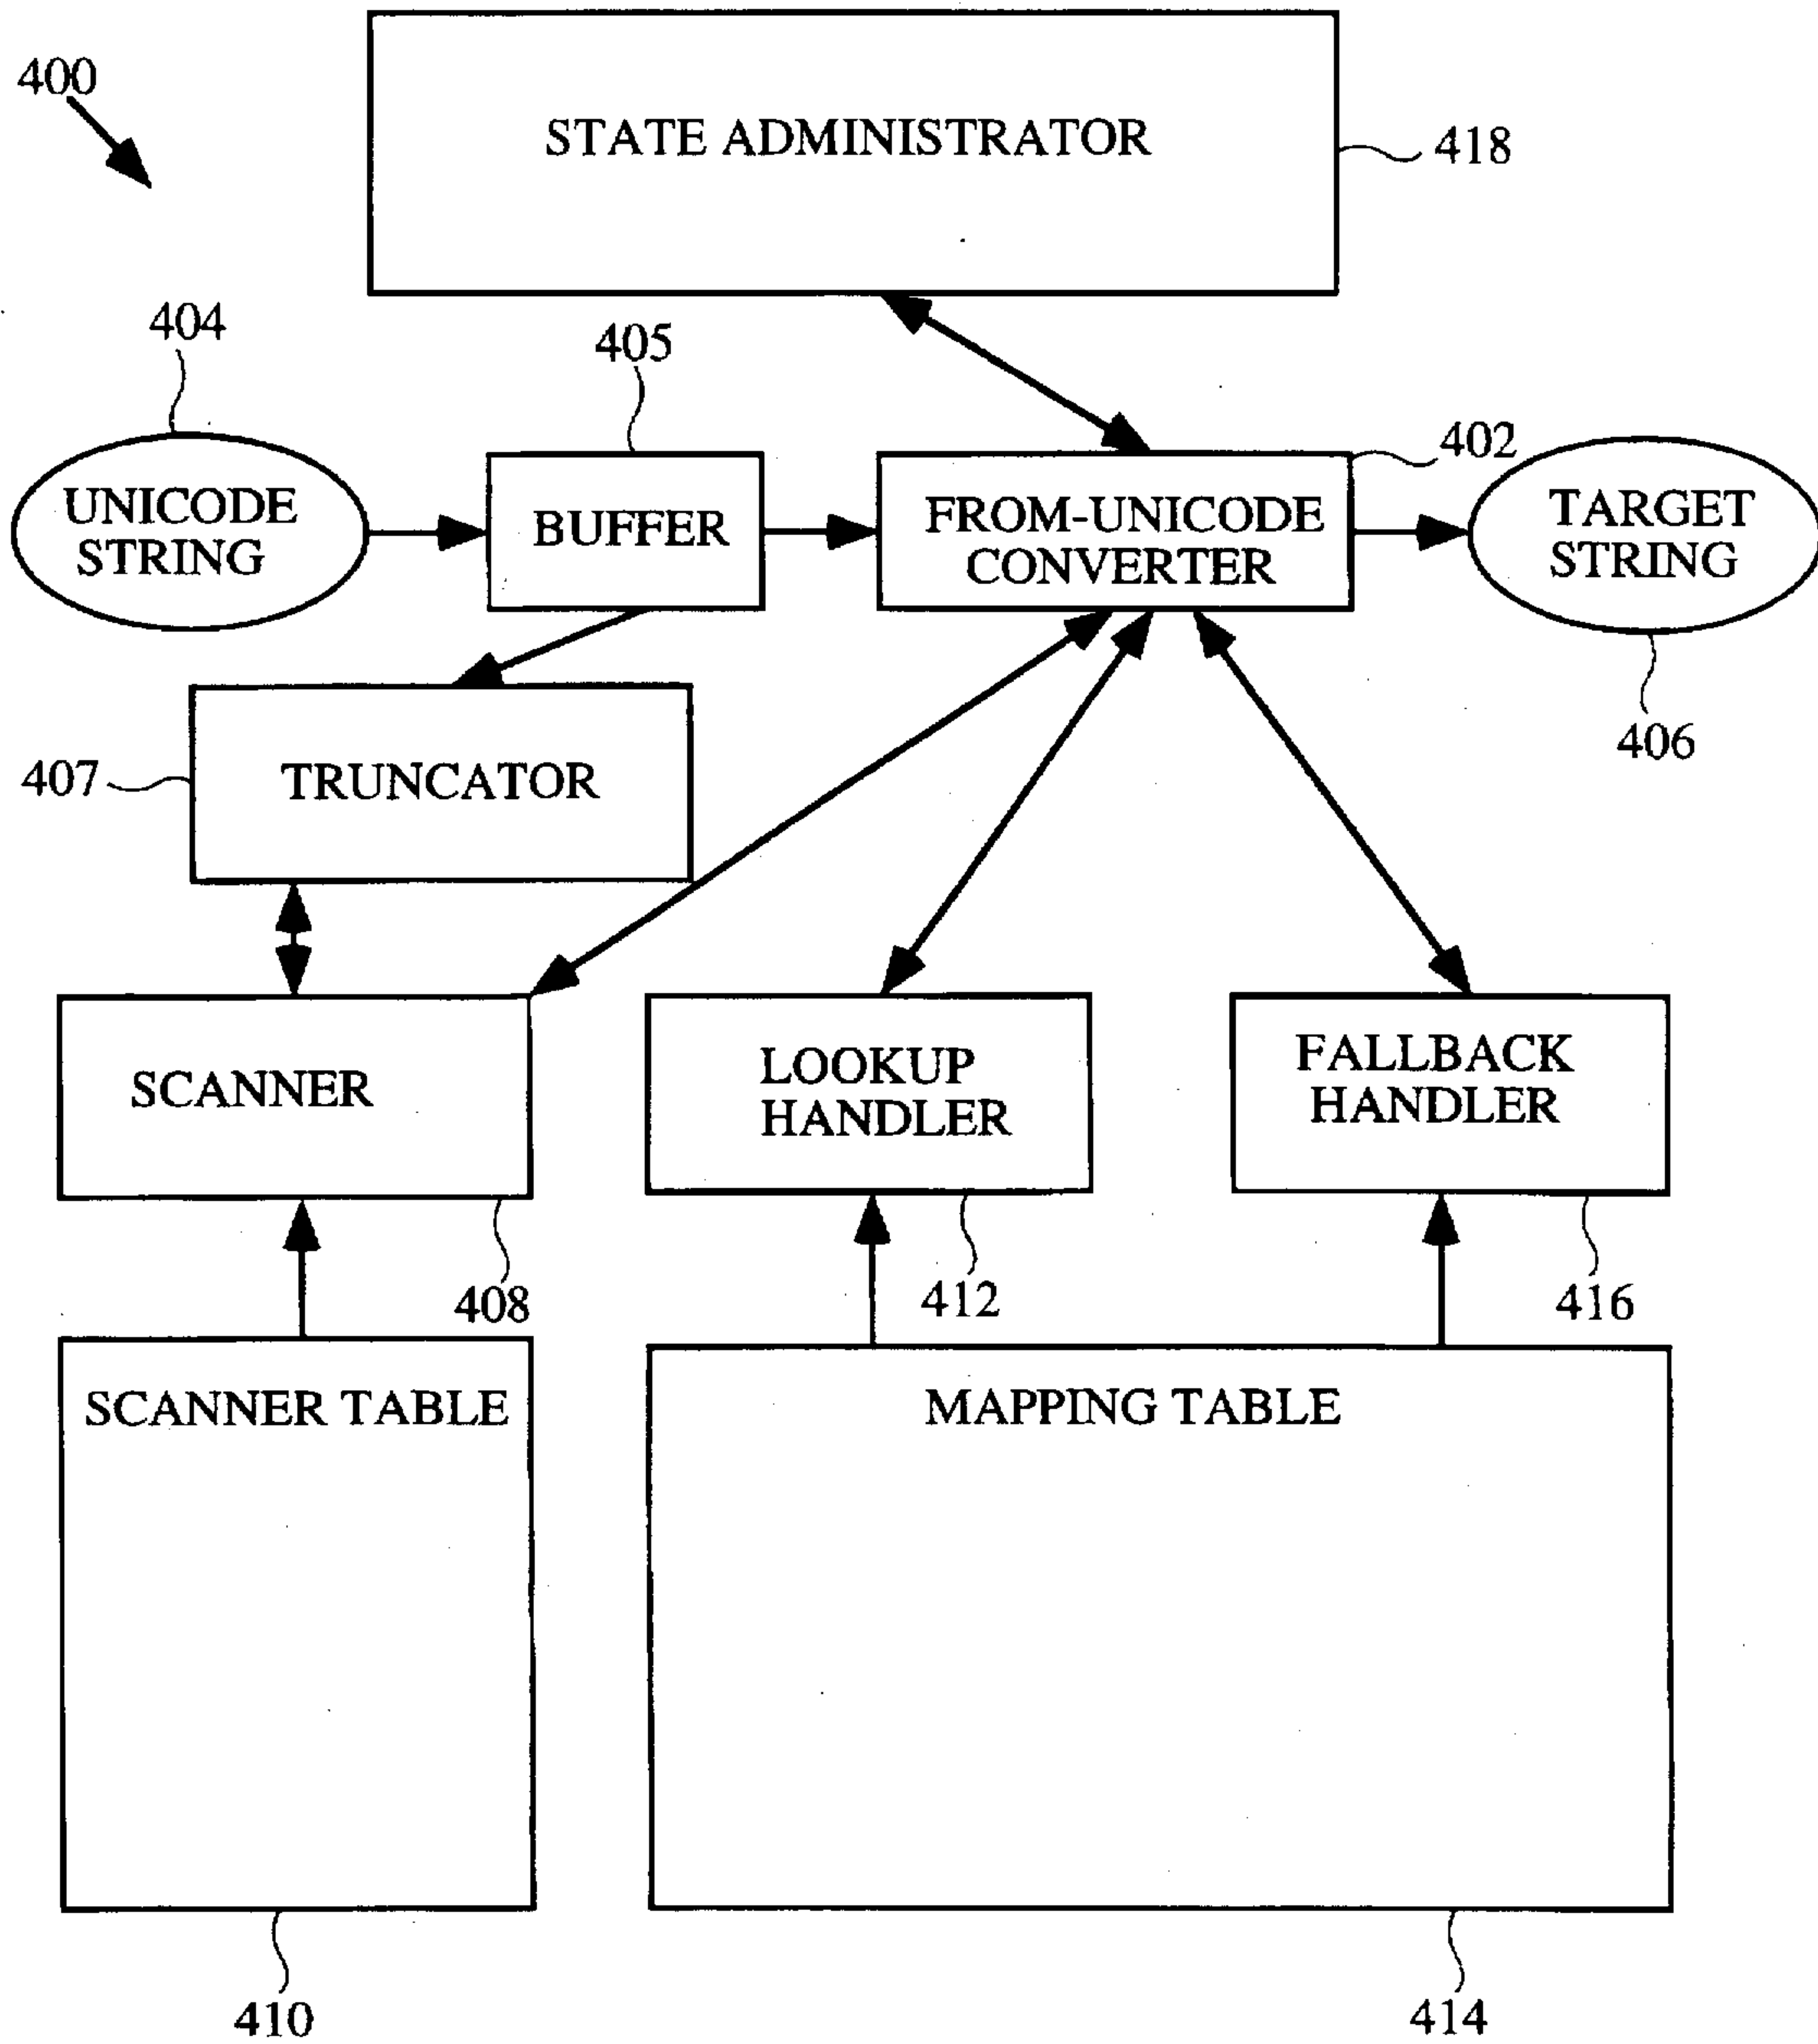 400
STATE ADMINISTRATOR
418
404
405
402
UNICODE
STRING
BUFFER
FROM-UNICODE
CONVERTER
TARGET
STRING
406
407
TRUNCATOR
SCANNER
LOOKUP
HANDLER
FALLBACK
HANDLER
408
412
416
SCANNER TABLE
MAPPING TABLE
410
414